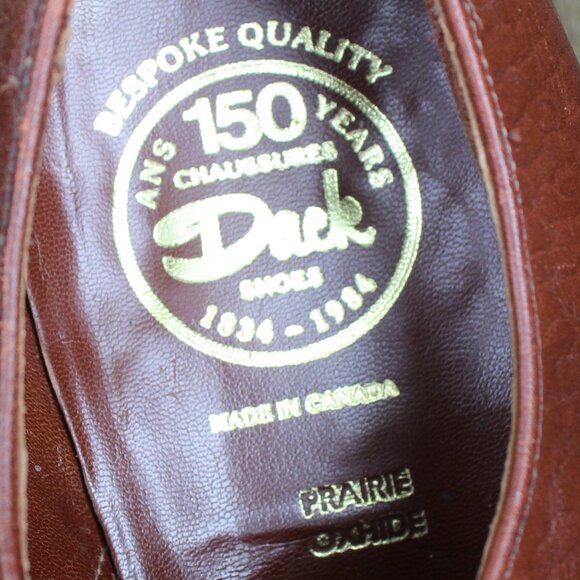 BESPOKE QUALITY
ANS 150 YEARS
CHAUSSURES
Dack
SHOES
1834 - 1984
MADE IN CANADA
PRAIRIE
OXHIDE